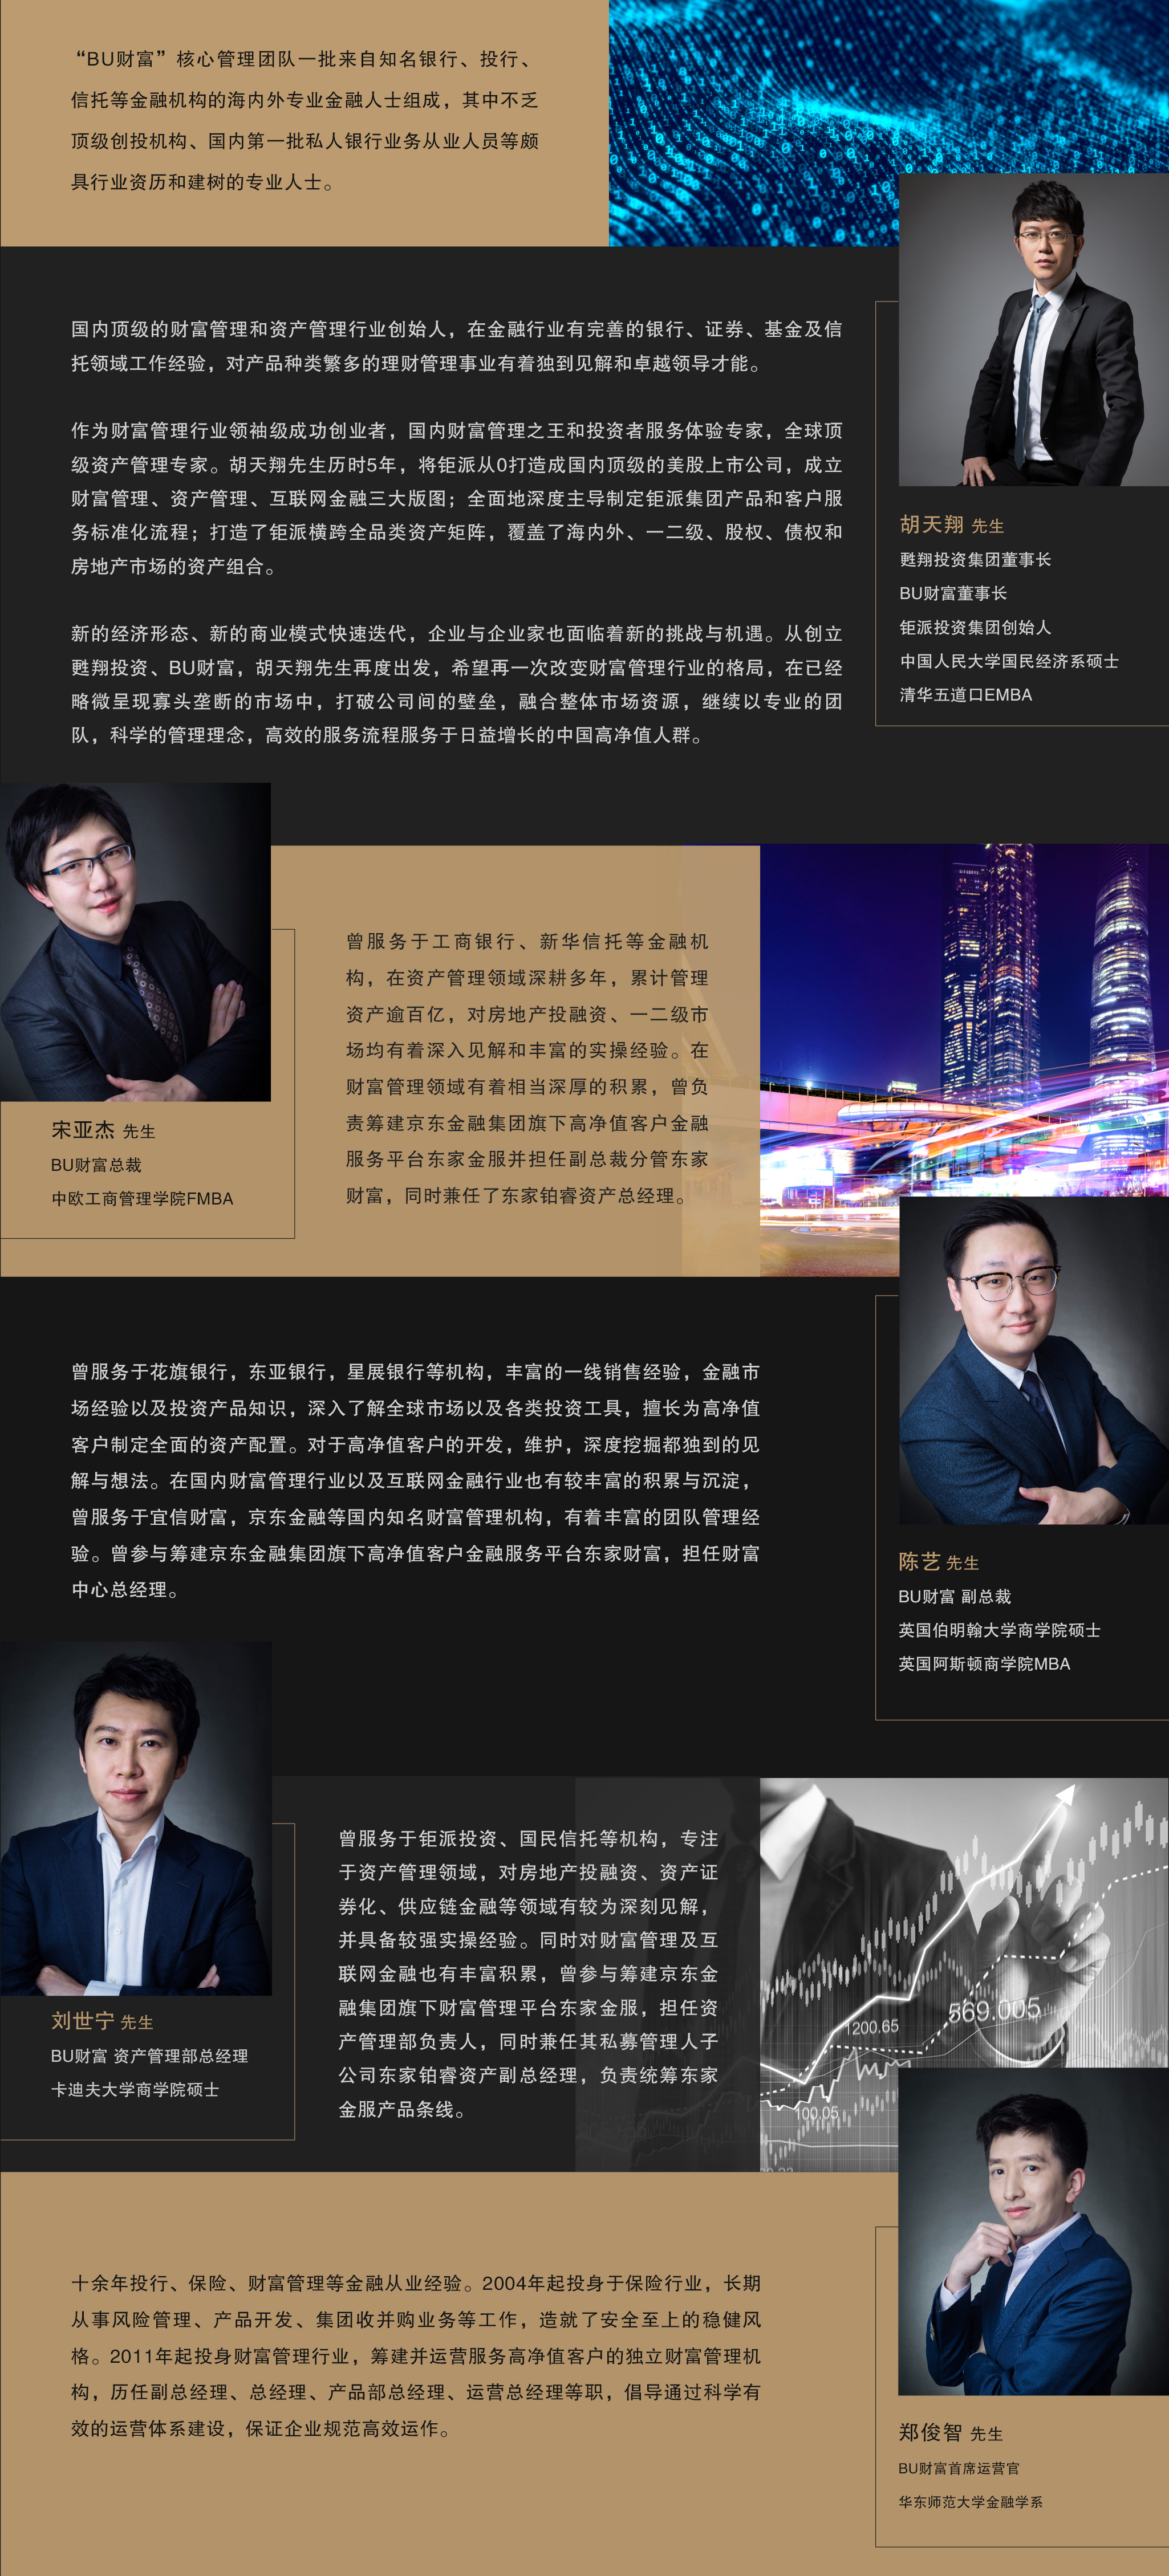 “BU财富”核心管理团队一批来自知名银行、投行、
信托等金融机构的海内外专业金融人士组成，其中不乏
顶级创投机构、国内第一批私人银行业务从业人员等颇
具行业资历和建树的专业人士。
国内顶级的财富管理和资产管理行业创始人，在金融行业有完善的银行、证券、基金及信
托领域工作经验，对产品种类繁多的理财管理事业有着独到见解和卓越领导才能。
作为财富管理行业领袖级成功创业者，国内财富管理之王和投资者服务体验专家，全球顶
级资产管理专家。胡天翔先生历时5年，将钜派从0打造成国内顶级的美股上市公司，成立
财富管理、资产管理、互联网金融三大版图；全面地深度主导制定钜派集团产品和客户服
务标准化流程；打造了钜派横跨全品类资产矩阵，覆盖了海内外、一二级、股权、债权和
房地产市场的资产组合。
新的经济形态、新的商业模式快速迭代，企业与企业家也面临着新的挑战与机遇。从创立
甦翔投资、BU财富，胡天翔先生再度出发，希望再一次改变财富管理行业的格局，在已经
略微呈现寡头垄断的市场中，打破公司间的壁垒，融合整体市场资源，继续以专业的团
队，科学的管理理念，高效的服务流程服务于日益增长的中国高净值人群。
胡天翔 先生
甦翔投资集团董事长
BU财富董事长
钜派投资集团创始人
中国人民大学国民经济系硕士
清华五道口EMBA
宋亚杰 先生
BU财富总裁
中欧工商管理学院FMBA
曾服务于工商银行、新华信托等金融机
构，在资产管理领域深耕多年，累计管理
资产逾百亿，对房地产投融资、一二级市
场均有着深入见解和丰富的实操经验。在
财富管理领域有着相当深厚的积累，曾负
责筹建京东金融集团旗下高净值客户金融
服务平台东家金服并担任副总裁分管东家
财富，同时兼任了东家铂睿资产总经理。
曾服务于花旗银行，东亚银行，星展银行等机构，丰富的一线销售经验，金融市
场经验以及投资产品知识，深入了解全球市场以及各类投资工具，擅长为高净值
客户制定全面的资产配置。对于高净值客户的开发，维护，深度挖掘都独到的见
解与想法。在国内财富管理行业以及互联网金融行业也有较丰富的积累与沉淀，
曾服务于宜信财富，京东金融等国内知名财富管理机构，有着丰富的团队管理经
验。曾参与筹建京东金融集团旗下高净值客户金融服务平台东家财富，担任财富
中心总经理。
陈艺 先生
BU财富 副总裁
英国伯明翰大学商学院硕士
英国阿斯顿商学院MBA
刘世宁 先生
BU财富 资产管理部总经理
卡迪夫大学商学院硕士
曾服务于钜派投资、国民信托等机构，专注
于资产管理领域，对房地产投融资、资产证
券化、供应链金融等领域有较为深刻见解，
并具备较强实操经验。同时对财富管理及互
联网金融也有丰富积累，曾参与筹建京东金
融集团旗下财富管理平台东家金服，担任资
产管理部负责人，同时兼任其私募管理人子
公司东家铂睿资产副总经理，负责统筹东家
金服产品条线。
569.005
1200.65
100.05
十余年投行、保险、财富管理等金融从业经验。2004年起投身于保险行业，长期
从事风险管理、产品开发、集团收并购业务等工作，造就了安全至上的稳健风
格。2011年起投身财富管理行业，筹建并运营服务高净值客户的独立财富管理机
构，历任副总经理、总经理、产品部总经理、运营总经理等职，倡导通过科学有
效的运营体系建设，保证企业规范高效运作。
郑俊智 先生
BU财富首席运营官
华东师范大学金融学系